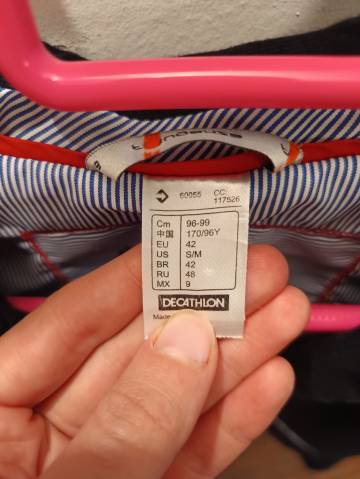 60055 CC:
117526
Cm 96-99
中国 170/96Y
EU 42
US S/M
BR 42
RU 48
MX 9
DECATHLON
Made